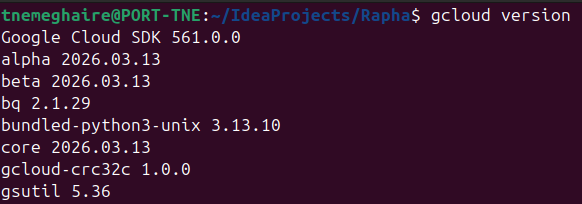 tnemeghaire@PORT-TNE:~/IdeaProjects/Rapha$ gcloud version
Google Cloud SDK 561.0.0
alpha 2026.03.13
beta 2026.03.13
bq 2.1.29
bundled-python3-unix 3.13.10
core 2026.03.13
gcloud-crc32c 1.0.0
gsutil 5.36